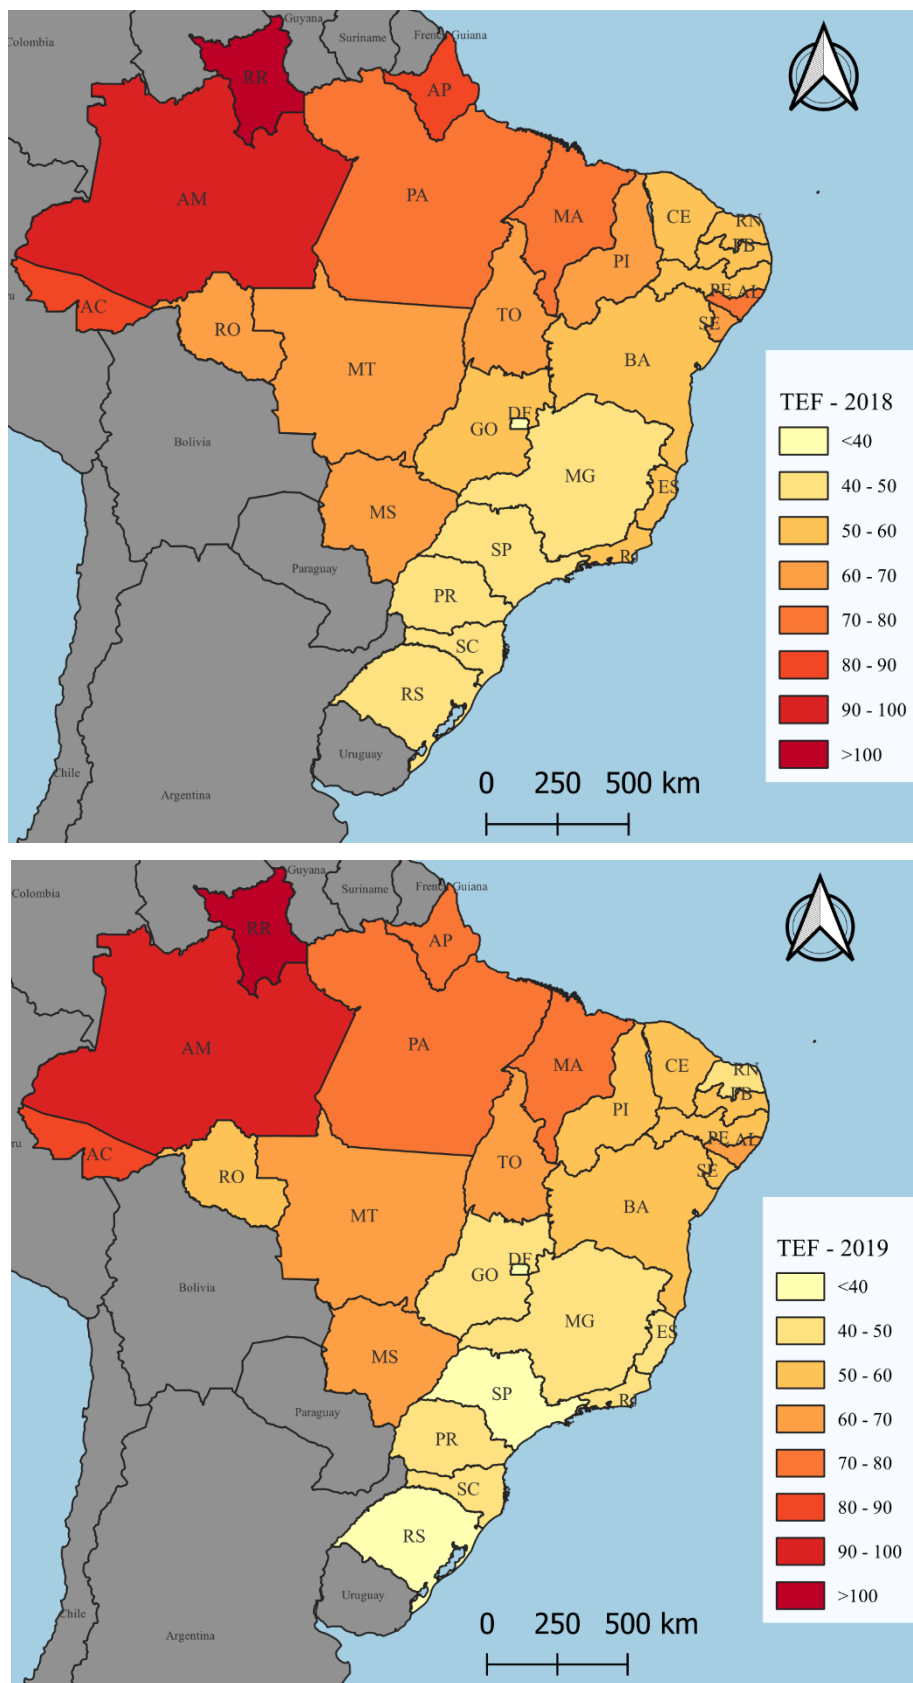 Colombia
Guyana
Suriname
French Guiana
RR
AP
AM
PA
MA
CE
RN
PB
PI
PE
AL
SE
AC
RO
TO
BA
MT
DF
GO
Bolivia
MG
ES
MS
SP
RJ
Paraguay
PR
SC
RS
Uruguay
Chile
Argentina
ru
TEF - 2018
<40
40 - 50
50 - 60
60 - 70
70 - 80
80 - 90
90 - 100
>100
0 250 500 km
Colombia
Guyana
Suriname
French Guiana
RR
AP
AM
PA
MA
CE
RN
PB
PI
PE
AL
SE
AC
RO
TO
BA
MT
DF
GO
Bolivia
MG
ES
MS
SP
RJ
Paraguay
PR
SC
RS
Uruguay
Chile
Argentina
ru
TEF - 2019
<40
40 - 50
50 - 60
60 - 70
70 - 80
80 - 90
90 - 100
>100
0 250 500 km